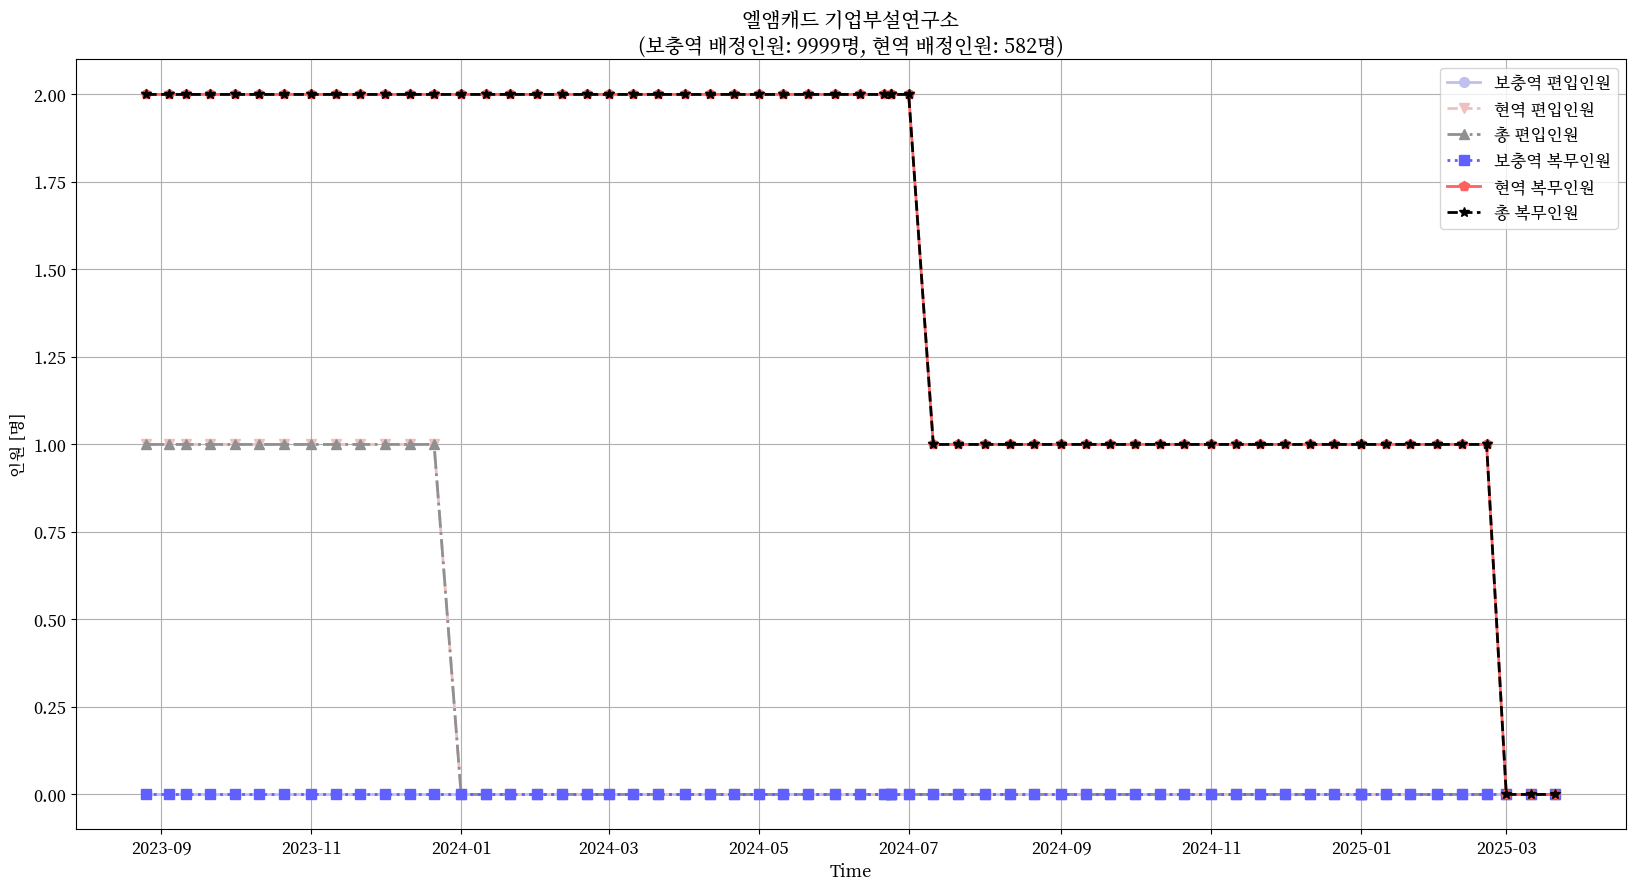 엘앰캐드 기업부설연구소
(보충역 배정인원: 9999명, 현역 배정인원: 582명)
보충역 편입인원
현역 편입인원
총 편입인원
보충역 복무인원
현역 복무인원
총 복무인원
인원 [명]
2.00
1.75
1.50
1.25
1.00
0.75
0.50
0.25
0.00
2023-09
2023-11
2024-01
2024-03
2024-05
2024-07
2024-09
2024-11
2025-01
2025-03
Time